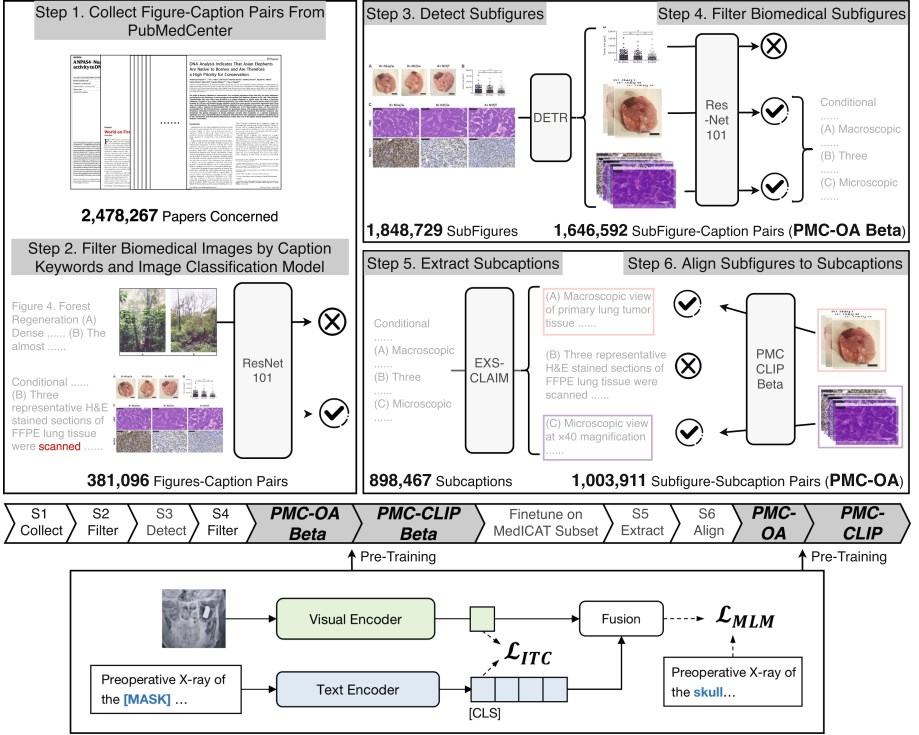 Step 1. Collect Figure-Caption Pairs From
PubMedCenter
DNA Analysis Indicates That Asian Elephants
Are Native to Borneo and Are Therefore
a High Priority for Conservation
2,478,267 Papers Concerned
Step 2. Filter Biomedical Images by Caption
Keywords and Image Classification Model
Figure 4. Forest
Regeneration (A)
Dense ...... (B) The
almost ......
Conditional ......
(B) Three
representative H&E
stained sections of
FFPE lung tissue
were scanned ......
ResNet
101
381,096 Figures-Caption Pairs
Step 3. Detect Subfigures
Step 4. Filter Biomedical Subfigures
DETR
Res
-Net
101
Conditional
......
(A) Macroscopic
......
(B) Three
......
(C) Microscopic
......
1,848,729 SubFigures
1,646,592 SubFigure-Caption Pairs (PMC-OA Beta)
Step 5. Extract Subcaptions
Step 6. Align Subfigures to Subcaptions
Conditional
......
(A) Macroscopic
......
(B) Three
......
(C) Microscopic
......
EXS-
CLAIM
(A) Macroscopic view
of primary lung tumor
tissue ......
(B) Three representative
H&E stained sections of
FFPE lung tissue were
scanned ......
(C) Microscopic view
at ×40 magnification
......
PMC
CLIP
Beta
898,467 Subcaptions
1,003,911 Subfigure-Subcaption Pairs (PMC-OA)
S1
Collect
S2
Filter
S3
Detect
S4
Filter
PMC-OA
Beta
PMC-CLIP
Beta
Finetune on
MedICAT Subset
S5
Extract
S6
Align
PMC-
OA
PMC-
CLIP
Pre-Training
Pre-Training
Visual Encoder
Fusion
ℒMLM
ℒITC
Preoperative X-ray of
the [MASK] ...
Text Encoder
[CLS]
Preoperative X-ray of
the skull...